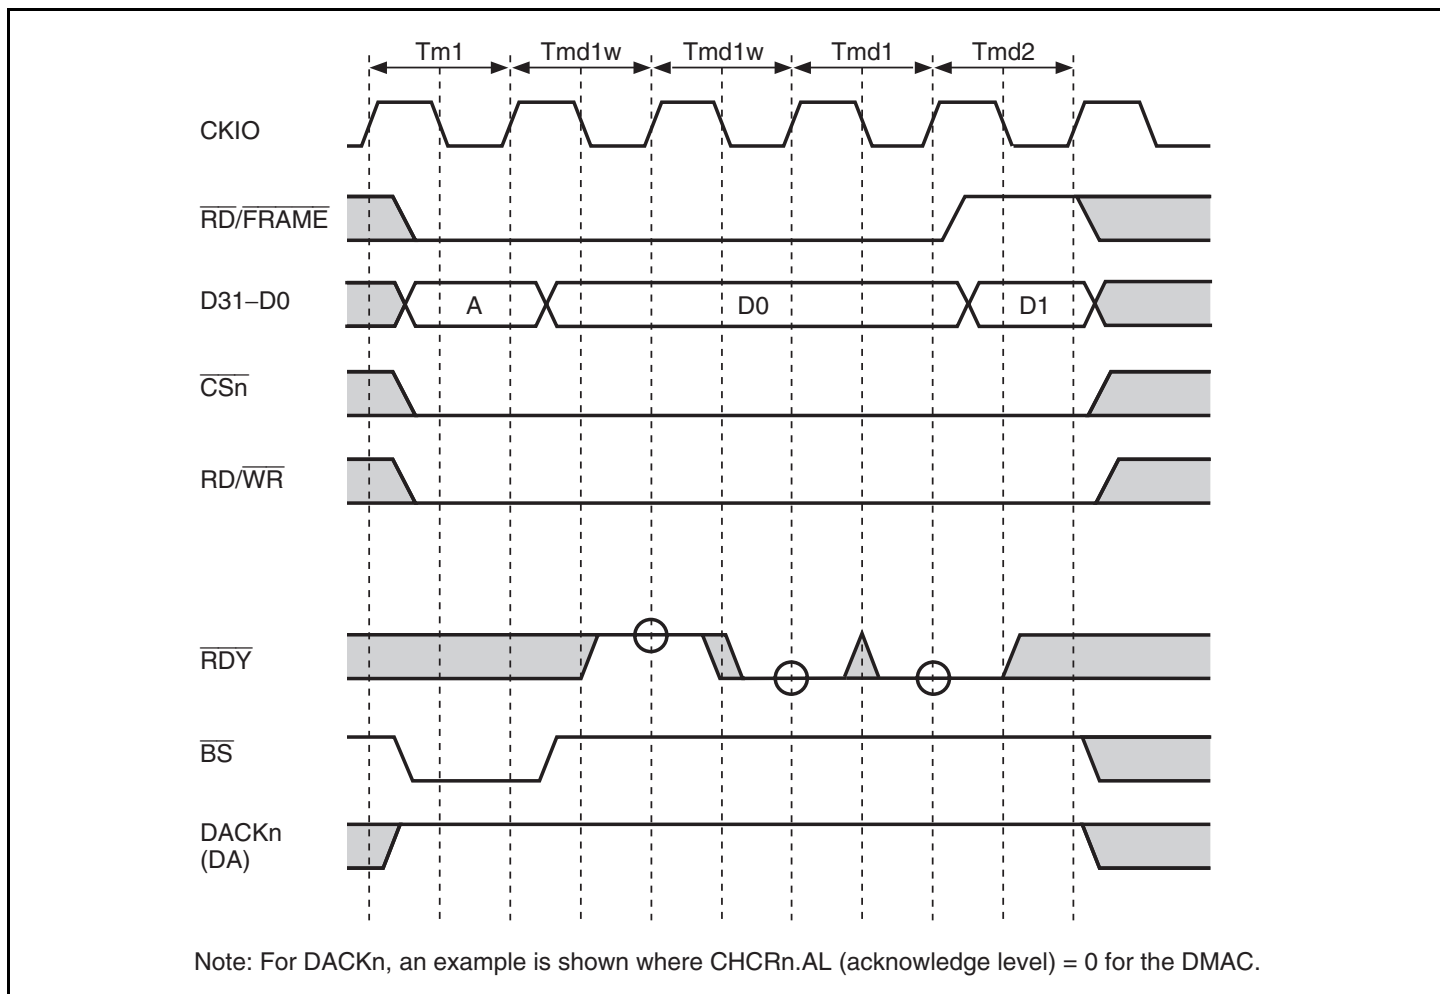 Tm1 Tmd1w Tmd1w Tmd1 Tmd2
CKIO
RD/FRAME
D31–D0 A D0 D1
CSn
RD/WR
RDY
BS
DACKn
(DA)
Note: For DACKn, an example is shown where CHCRn.AL (acknowledge level) = 0 for the DMAC.